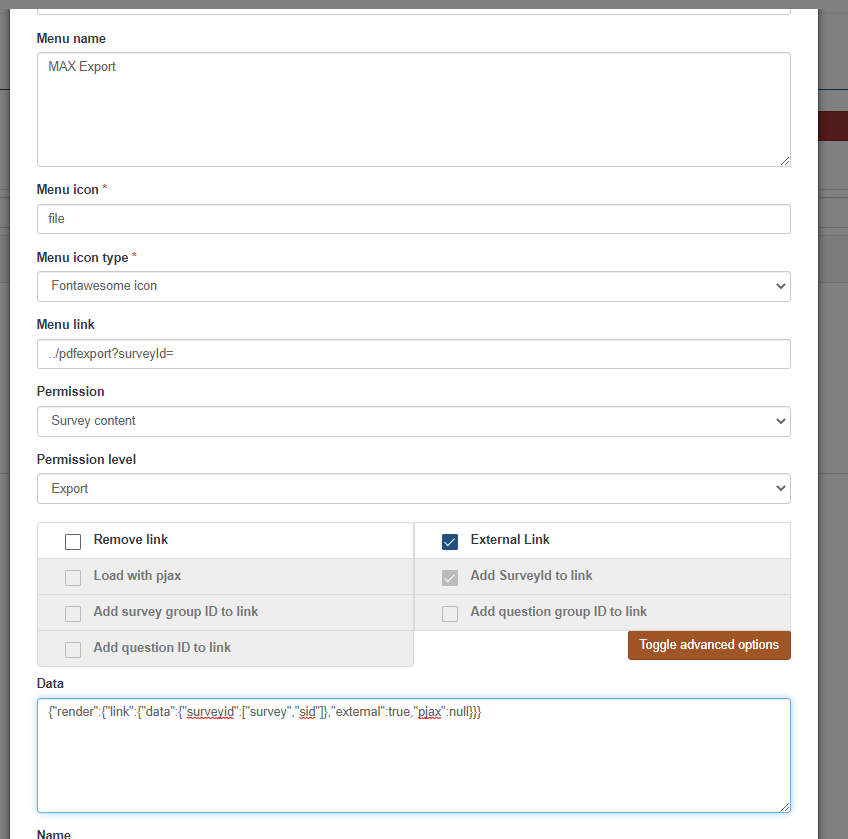 Menu name
MAX Export
Menu icon *
file
Menu icon type *
Fontawesome icon
Menu link
../pdfexport?surveyId=
Permission
Survey content
Permission level
Export
Remove link
External Link
Load with pjax
Add SurveyId to link
Add survey group ID to link
Add question group ID to link
Add question ID to link
Toggle advanced options
Data
{"render":{"link":{"data":{"surveyid":["survey","sid"]},"external":true,"pjax":null}}}
Name